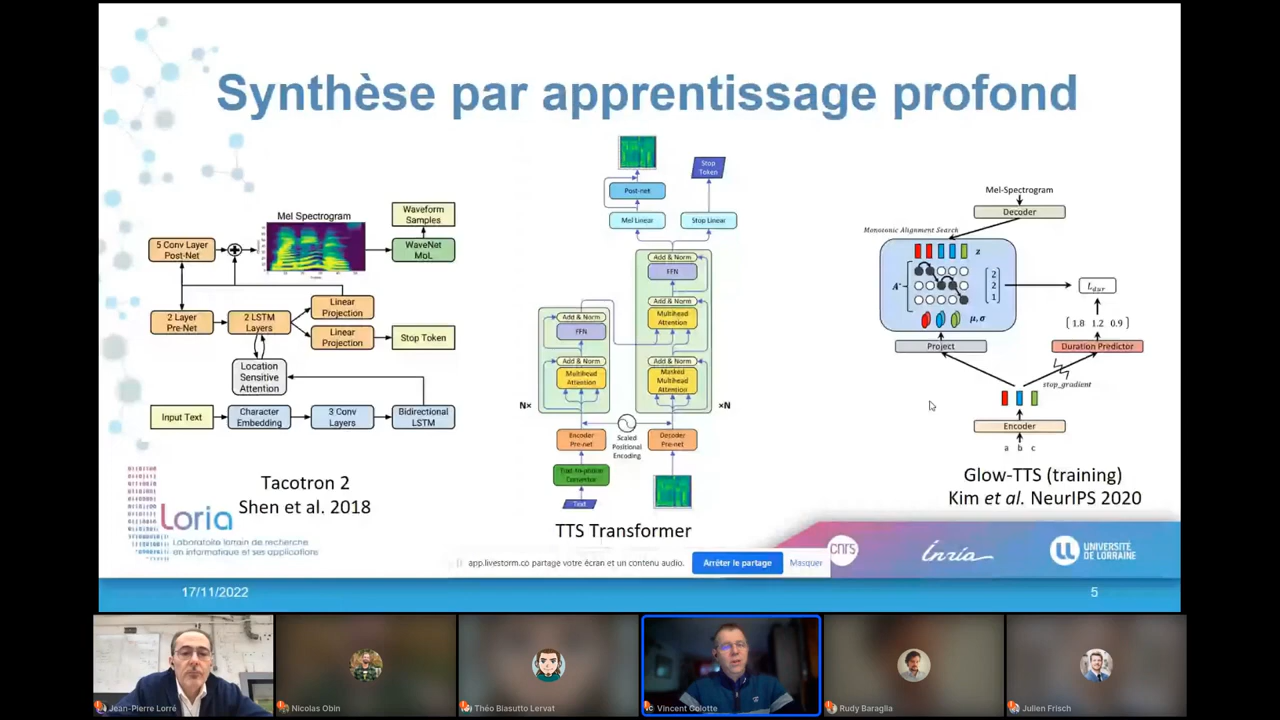 Synthèse par apprentissage profond
Mel Spectrogram
Waveform
Samples
5 Conv Layer
Post-Net
WaveNet
MoL
2 Layer
Pre-Net
2 LSTM
Layers
Linear
Projection
Linear
Projection
Stop Token
Location
Sensitive
Attention
Input Text
Character
Embedding
3 Conv
Layers
Bidirectional
LSTM
Tacotron 2
Shen et al. 2018
Stop
Token
Post-net
Mel Linear
Stop Linear
Add & Norm
FFN
Add & Norm
Multihead
Attention
Add & Norm
Masked
Multihead
Attention
Add & Norm
FFN
Add & Norm
Multihead
Attention
N×
×N
Encoder
Pre-net
Scaled
Positional
Encoding
Decoder
Pre-net
Text
TTS Transformer
Mel-Spectrogram
Decoder
Monotonic Alignment Search
z
A*
2
2
1
μ, σ
L dur
[ 1.8 1.2 0.9 ]
Project
Duration Predictor
stop_gradient
Encoder
a b c
Glow-TTS (training)
Kim et al. NeurIPS 2020
Loria
Laboratoire lorrain de recherche
en informatique et ses applications
app.livestorm.co partage votre écran et un contenu audio.
Arrêter le partage
Masquer
cnrs
Inria
UNIVERSITÉ
DE LORRAINE
17/11/2022
5
Jean-Pierre Lorré
Nicolas Obin
Théo Biasutto Lervat
Vincent Colotte
Rudy Baraglia
Julien Frisch